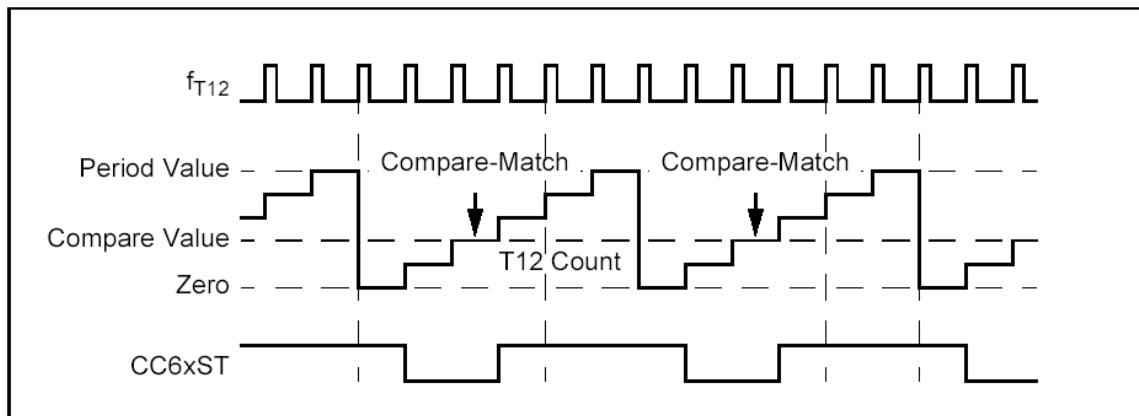 fT12
Period Value
Compare-Match
Compare-Match
Compare Value
T12 Count
Zero
CC6xST